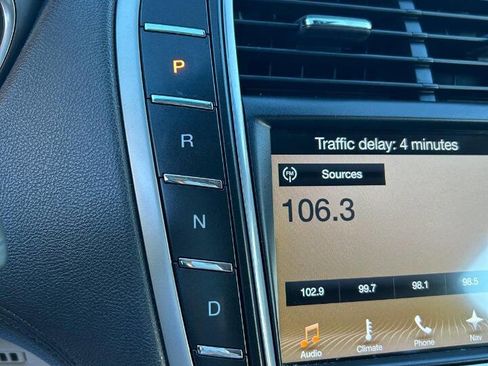 P
R
N
D
Traffic delay: 4 minutes
FM Sources
106.3
102.9 99.7 98.1 98.5
Audio Climate Phone Nav